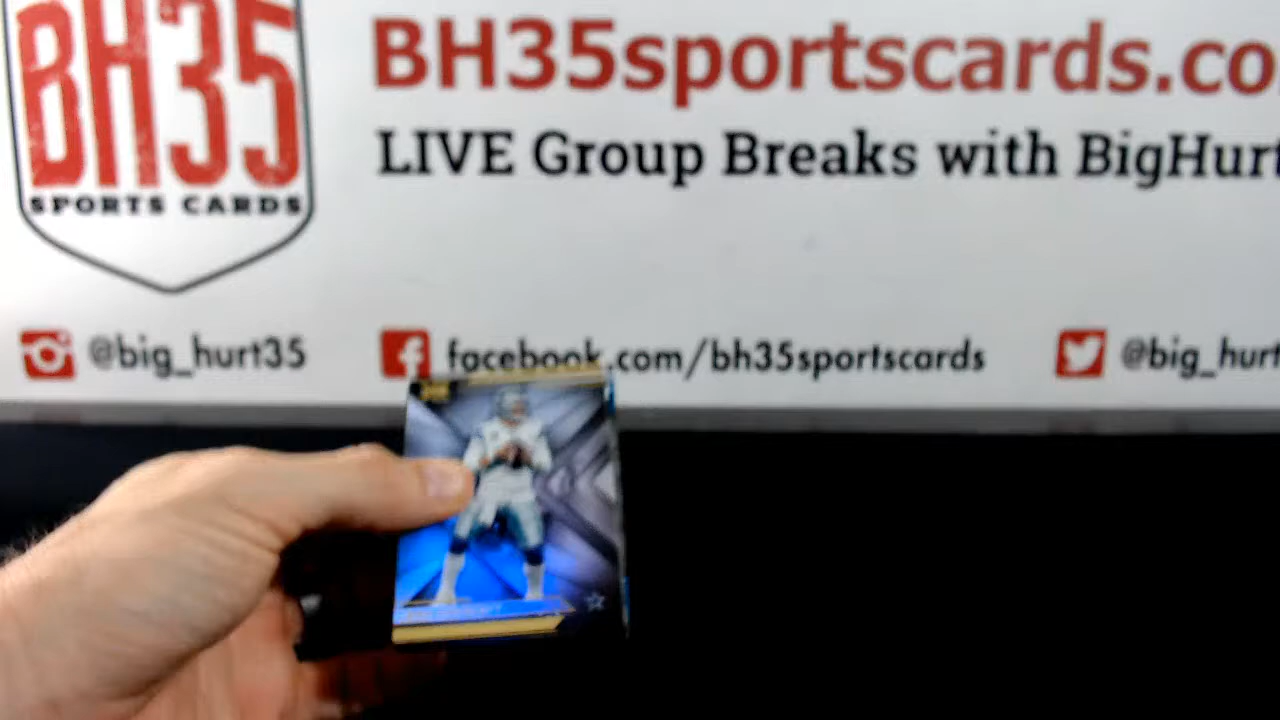 BH35
SPORTS CARDS
BH35sportscards.co
LIVE Group Breaks with BigHurt
@big_hurt35
facebook.com/bh35sportscards
@big_hurt